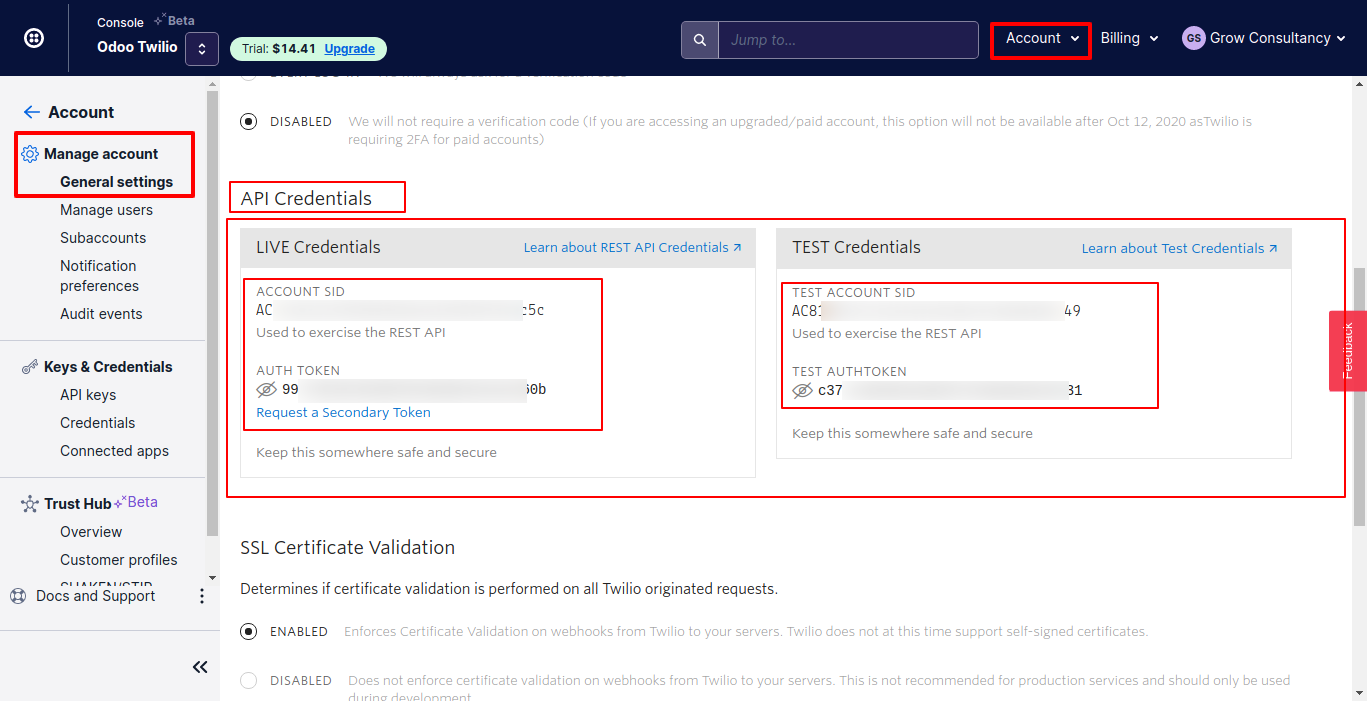 Console Beta
Odoo Twilio
Trial: $14.41 Upgrade
Jump to...
Account
Billing
GS Grow Consultancy
Account
Manage account
General settings
Manage users
Subaccounts
Notification
preferences
Audit events
Keys & Credentials
API keys
Credentials
Connected apps
Trust Hub Beta
Overview
Customer profiles
SHAKEN/STIR
Docs and Support
DISABLED We will not require a verification code (If you are accessing an upgraded/paid account, this option will not be available after Oct 12, 2020 asTwilio is
requiring 2FA for paid accounts)
API Credentials
LIVE Credentials Learn about REST API Credentials
ACCOUNT SID
AC 5c
Used to exercise the REST API
AUTH TOKEN
99 0b
Request a Secondary Token
Keep this somewhere safe and secure
TEST Credentials Learn about Test Credentials
TEST ACCOUNT SID
AC81 49
Used to exercise the REST API
TEST AUTHTOKEN
c37 31
Keep this somewhere safe and secure
Feedback
SSL Certificate Validation
Determines if certificate validation is performed on all Twilio originated requests.
ENABLED Enforces Certificate Validation on webhooks from Twilio to your servers. Twilio does not at this time support self-signed certificates.
DISABLED Does not enforce certificate validation on webhooks from Twilio to your servers. This is not recommended for production services and should only be used
during development